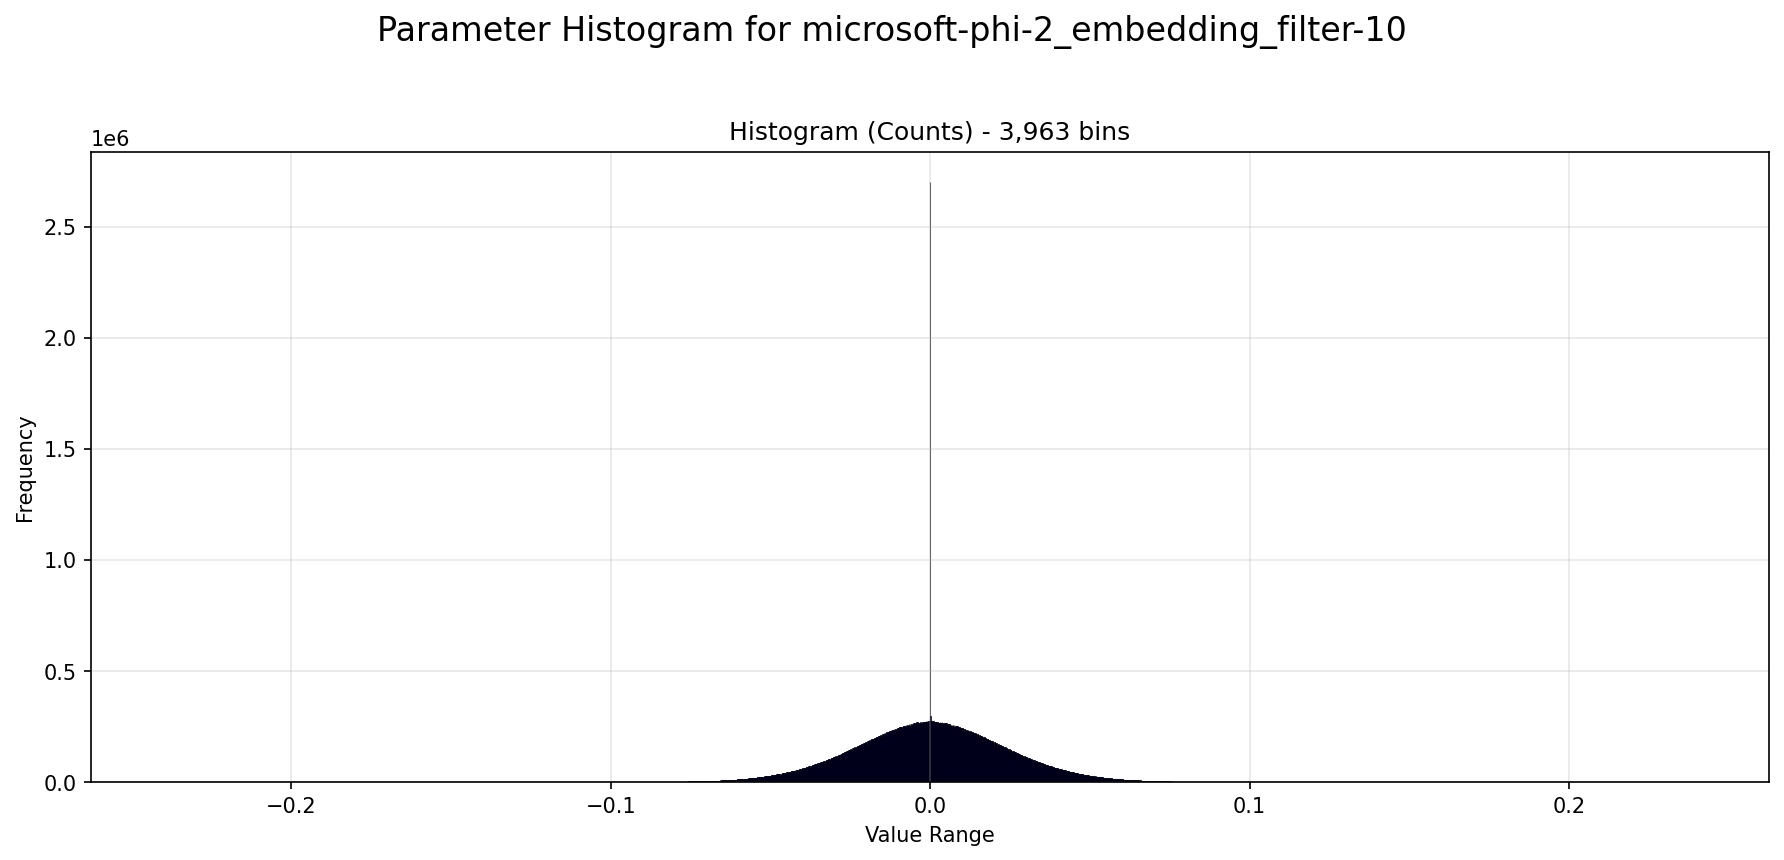 Parameter Histogram for microsoft-phi-2_embedding_filter-10
Histogram (Counts) - 3,963 bins
1e6
2.5
2.0
1.5
1.0
0.5
0.0
Frequency
−0.2
−0.1
0.0
0.1
0.2
Value Range